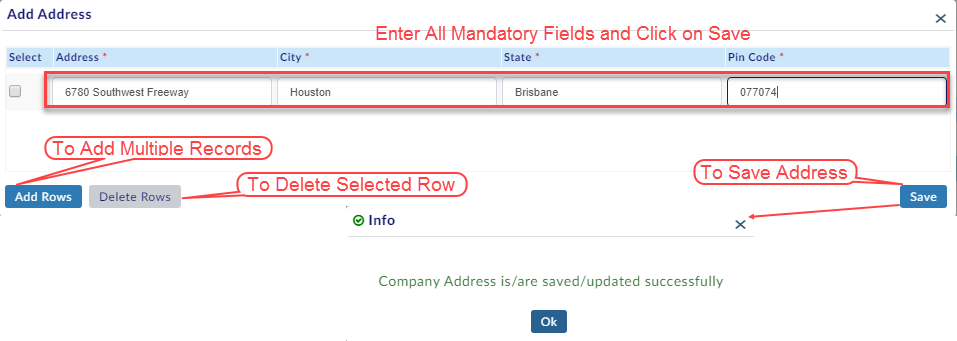 Add Address
Enter All Mandatory Fields and Click on Save
Select Address * City * State * Pin Code *
6780 Southwest Freeway Houston Brisbane 077074
To Add Multiple Records
To Delete Selected Row
To Save Address
Add Rows Delete Rows Save
Info
Company Address is/are saved/updated successfully
Ok